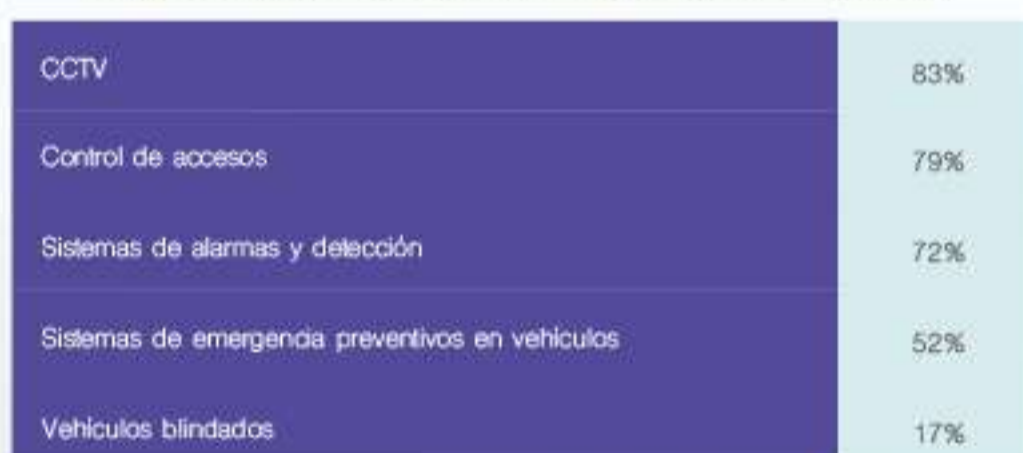 CCTV 83%
Control de accesos 79%
Sistemas de alarmas y detección 72%
Sistemas de emergencia preventivos en vehículos 52%
Vehículos blindados 17%